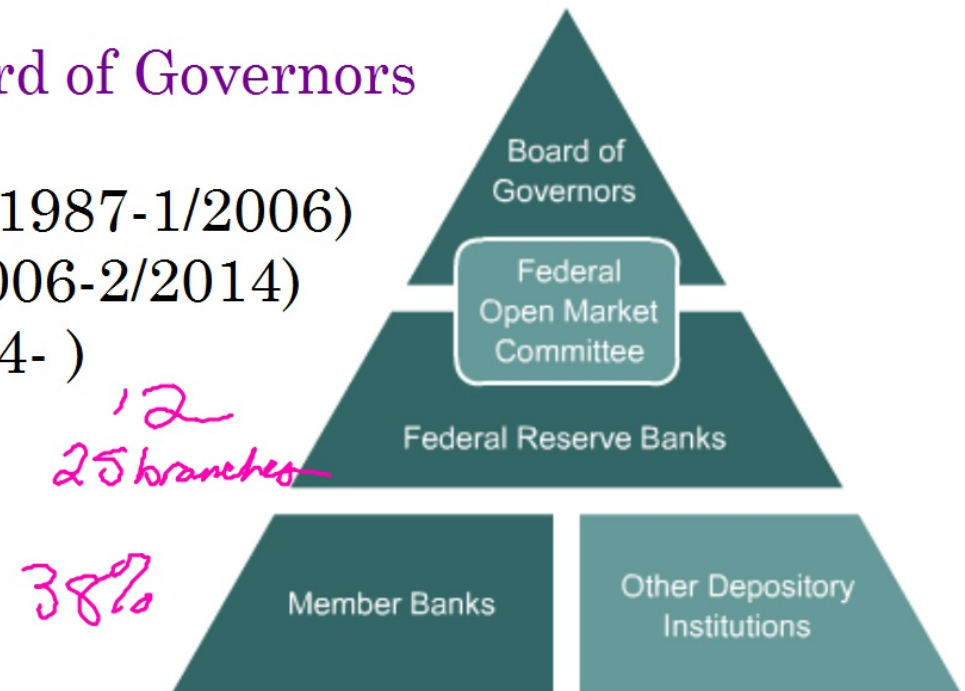 rd of Governors
1987-1/2006)
006-2/2014)
4- )
12
25 branches
38%
Board of
Governors
Federal
Open Market
Committee
Federal Reserve Banks
Member Banks
Other Depository
Institutions